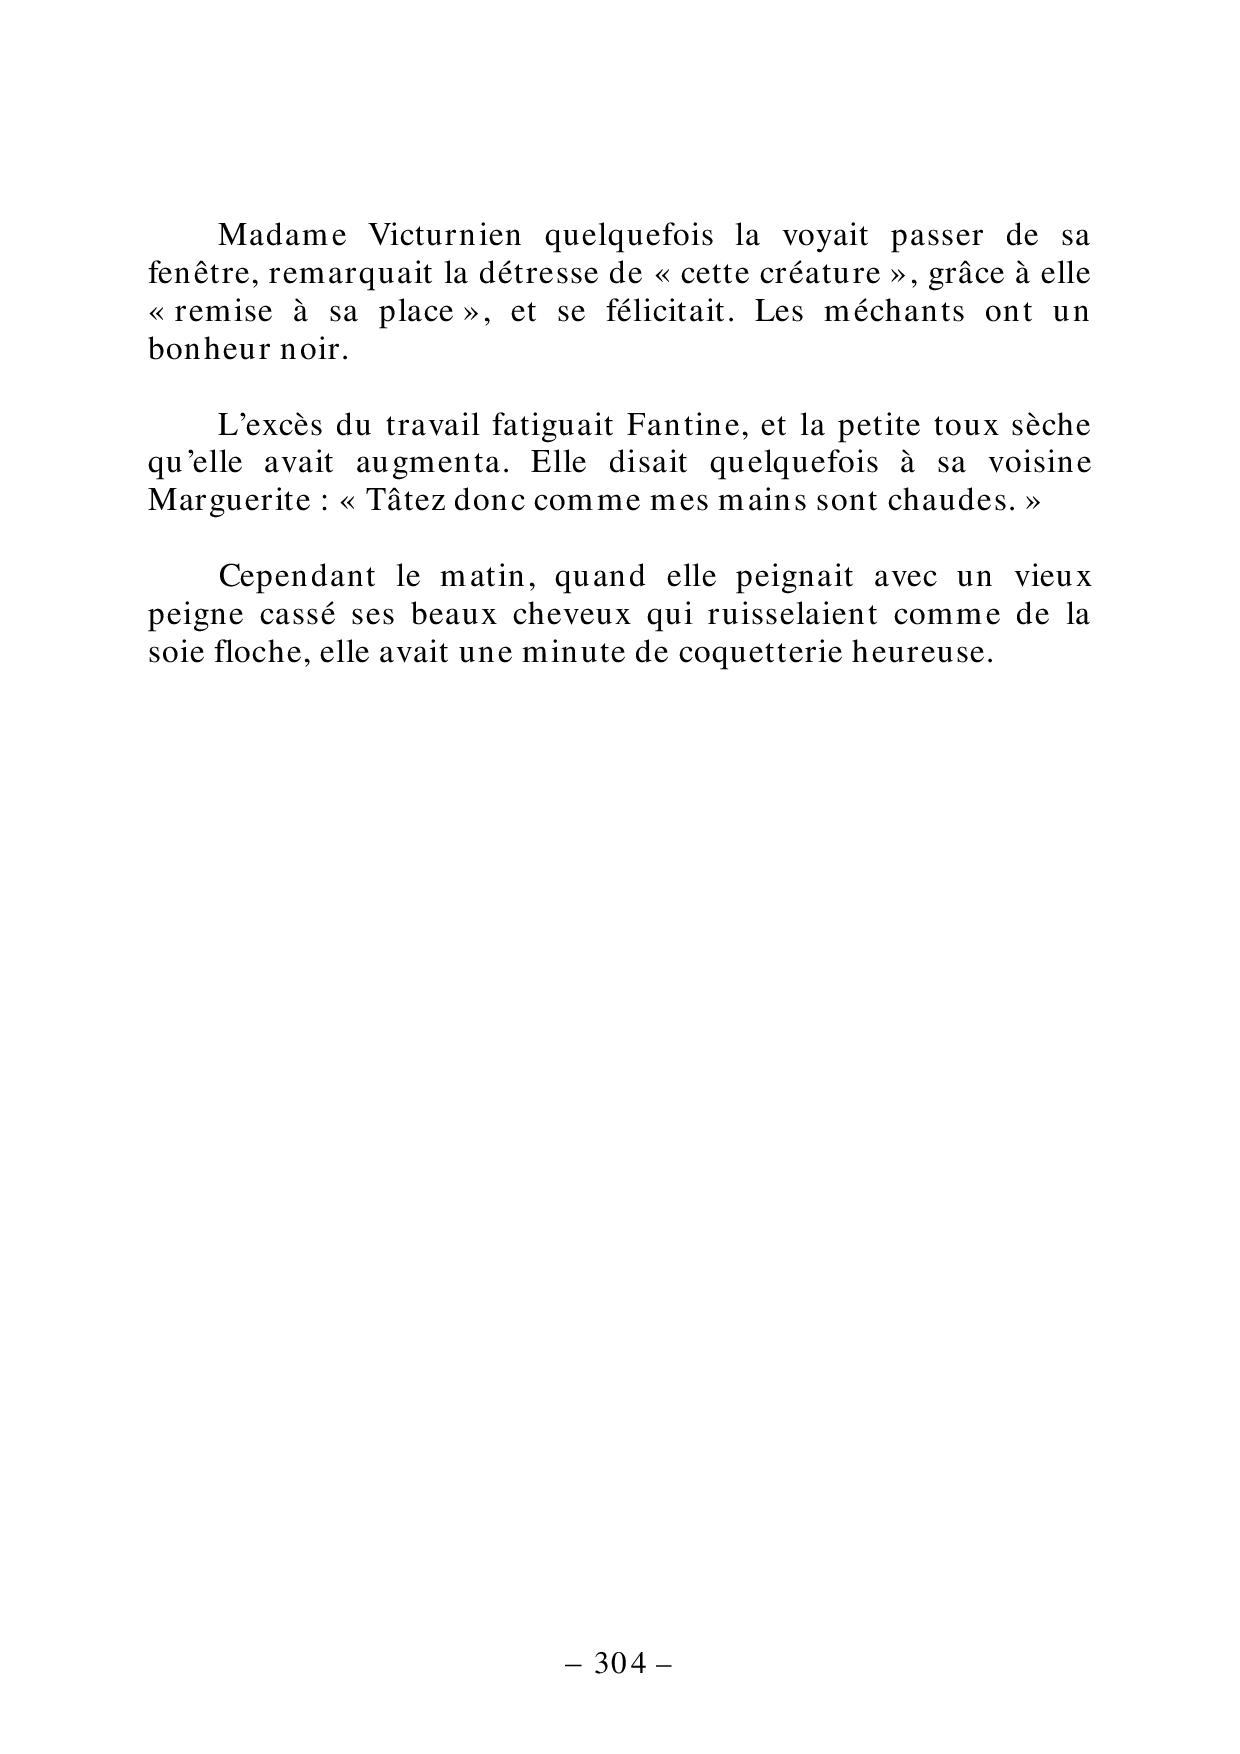 Madame Victurnien quelquefois la voyait passer de sa
fenêtre, remarquait la détresse de « cette créature », grâce à elle
« remise à sa place », et se félicitait. Les méchants ont un
bonheur noir.
L’excès du travail fatiguait Fantine, et la petite toux sèche
qu’elle avait augmenta. Elle disait quelquefois à sa voisine
Marguerite : « Tâtez donc comme mes mains sont chaudes. »
Cependant le matin, quand elle peignait avec un vieux
peigne cassé ses beaux cheveux qui ruisselaient comme de la
soie floche, elle avait une minute de coquetterie heureuse.
– 304 –